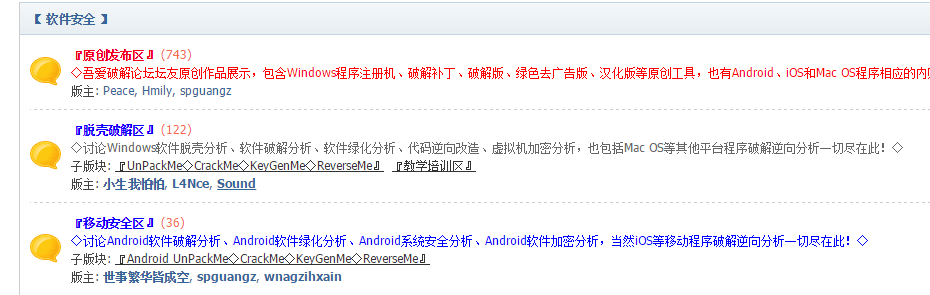 【 软件安全 】
『原创发布区』 (743)
◇吾爱破解论坛坛友原创作品展示，包含Windows程序注册机、破解补丁、破解版、绿色去广告版、汉化版等原创工具，也有Android、iOS和Mac OS程序相应的内
版主: Peace, Hmily, spguangz
『脱壳破解区』 (122)
◇讨论Windows软件脱壳分析、软件破解分析、软件绿化分析、代码逆向改造、虚拟机加密分析，也包括Mac OS等其他平台程序破解逆向分析一切尽在此！◇
子版块: 『UnPackMe◇CrackMe◇KeyGenMe◇ReverseMe』 『教学培训区』
版主: 小生我怕怕, L4Nce, Sound
『移动安全区』 (36)
◇讨论Android软件破解分析、Android软件绿化分析、Android系统安全分析、Android软件加密分析，当然iOS等移动程序破解逆向分析一切尽在此！◇
子版块: 『Android UnPackMe◇CrackMe◇KeyGenMe◇ReverseMe』
版主: 世事繁华皆成空, spguangz, wnagzihxain